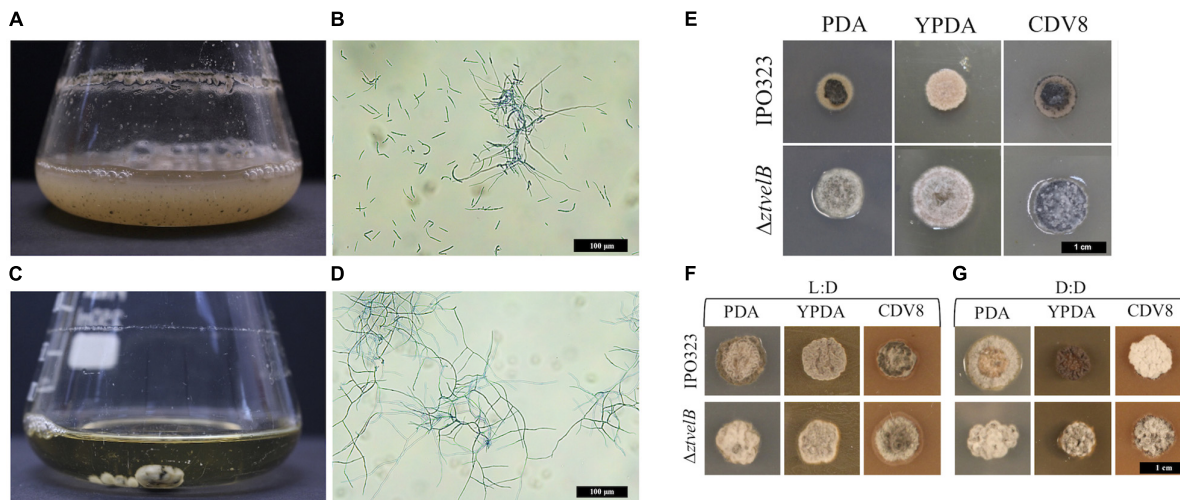 A
B
100 µm
C
D
100 µm
E
PDA YPDA CDV8
IPO323
ΔztvelB
1 cm
F
L:D
PDA YPDA CDV8
G
D:D
PDA YPDA CDV8
IPO323
ΔztvelB
1 cm